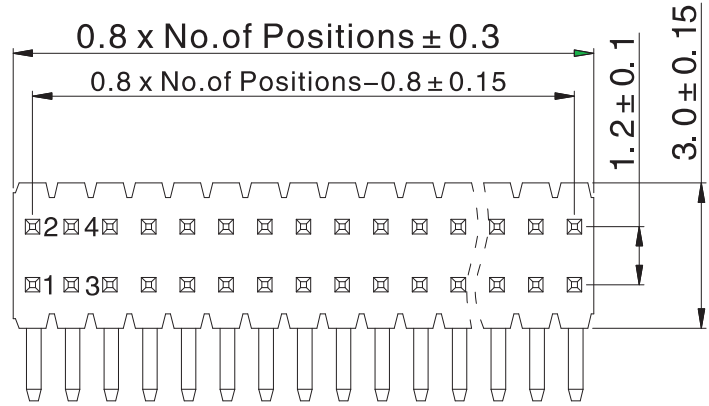 0.8 x No.of Positions ± 0.3
0.8 x No.of Positions–0.8 ± 0.15
1.2 ± 0.1
3.0 ± 0.15
2 4
1 3